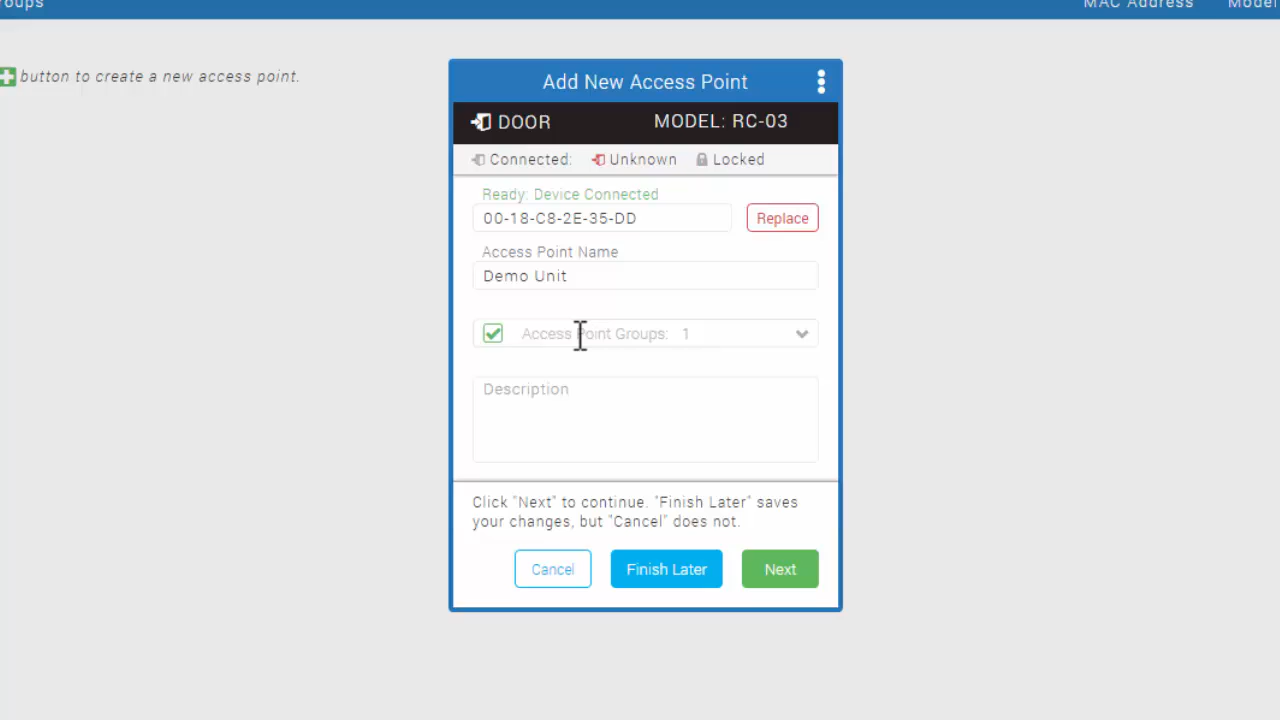 MAC Address Model
button to create a new access point.
Add New Access Point
DOOR MODEL: RC-03
Connected: Unknown Locked
Ready: Device Connected
00-18-C8-2E-35-DD
Replace
Access Point Name
Demo Unit
Access Point Groups: 1
Description
Click "Next" to continue. "Finish Later" saves
your changes, but "Cancel" does not.
Cancel Finish Later Next